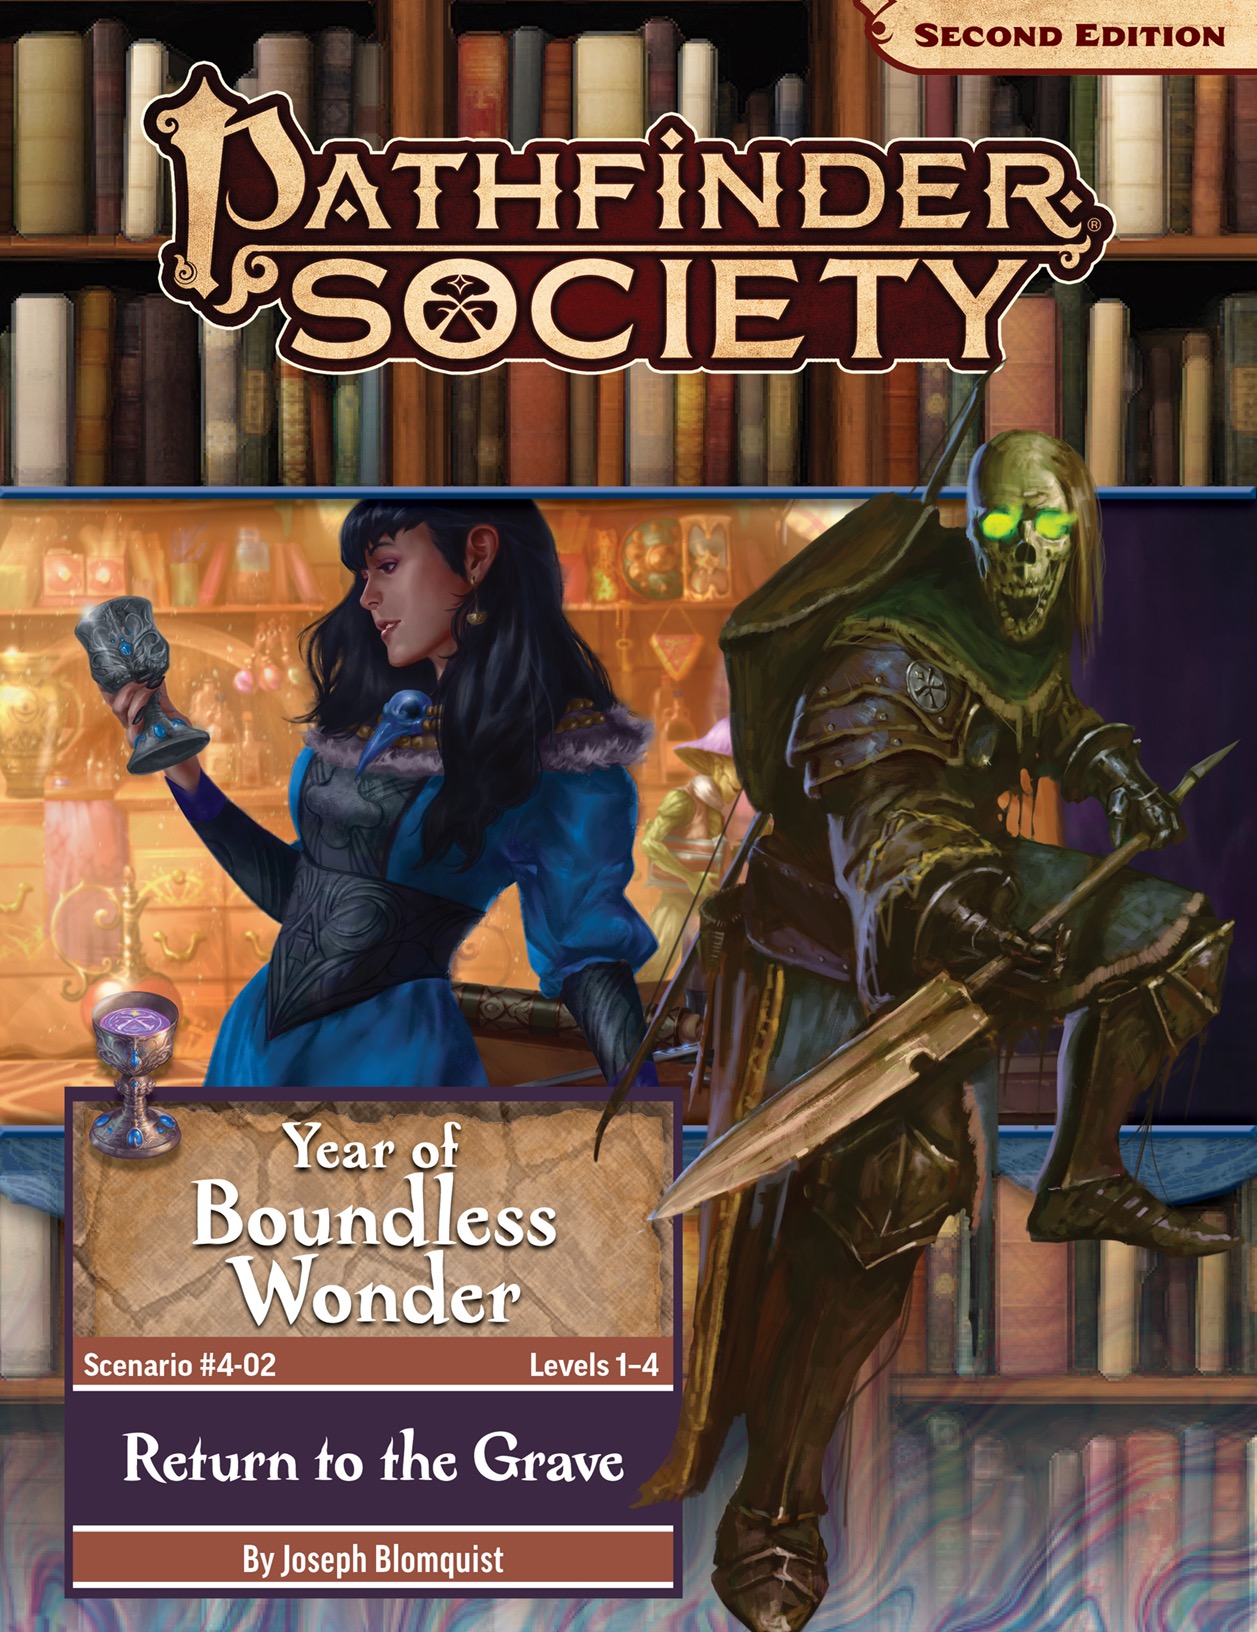 SECOND EDITION
PATHFINDER
®
SOCIETY
Year of
Boundless
Wonder
Scenario #4-02
Levels 1–4
Return to the Grave
By Joseph Blomquist